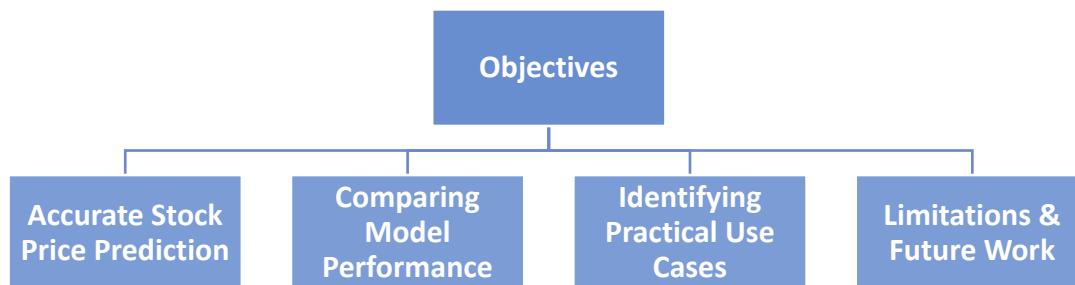 Objectives
Accurate Stock
Price Prediction
Comparing
Model
Performance
Identifying
Practical Use
Cases
Limitations &
Future Work